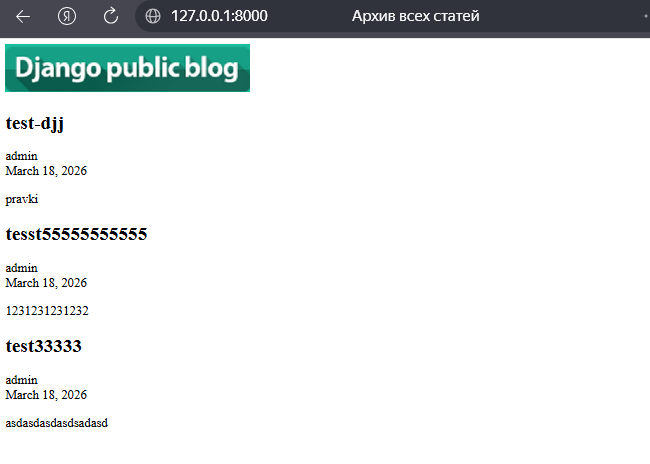 127.0.0.1:8000 Архив всех статей
Django public blog
test-djj
admin
March 18, 2026
pravki
tesst55555555555
admin
March 18, 2026
1231231231232
test33333
admin
March 18, 2026
asdasdasdasdsadasd